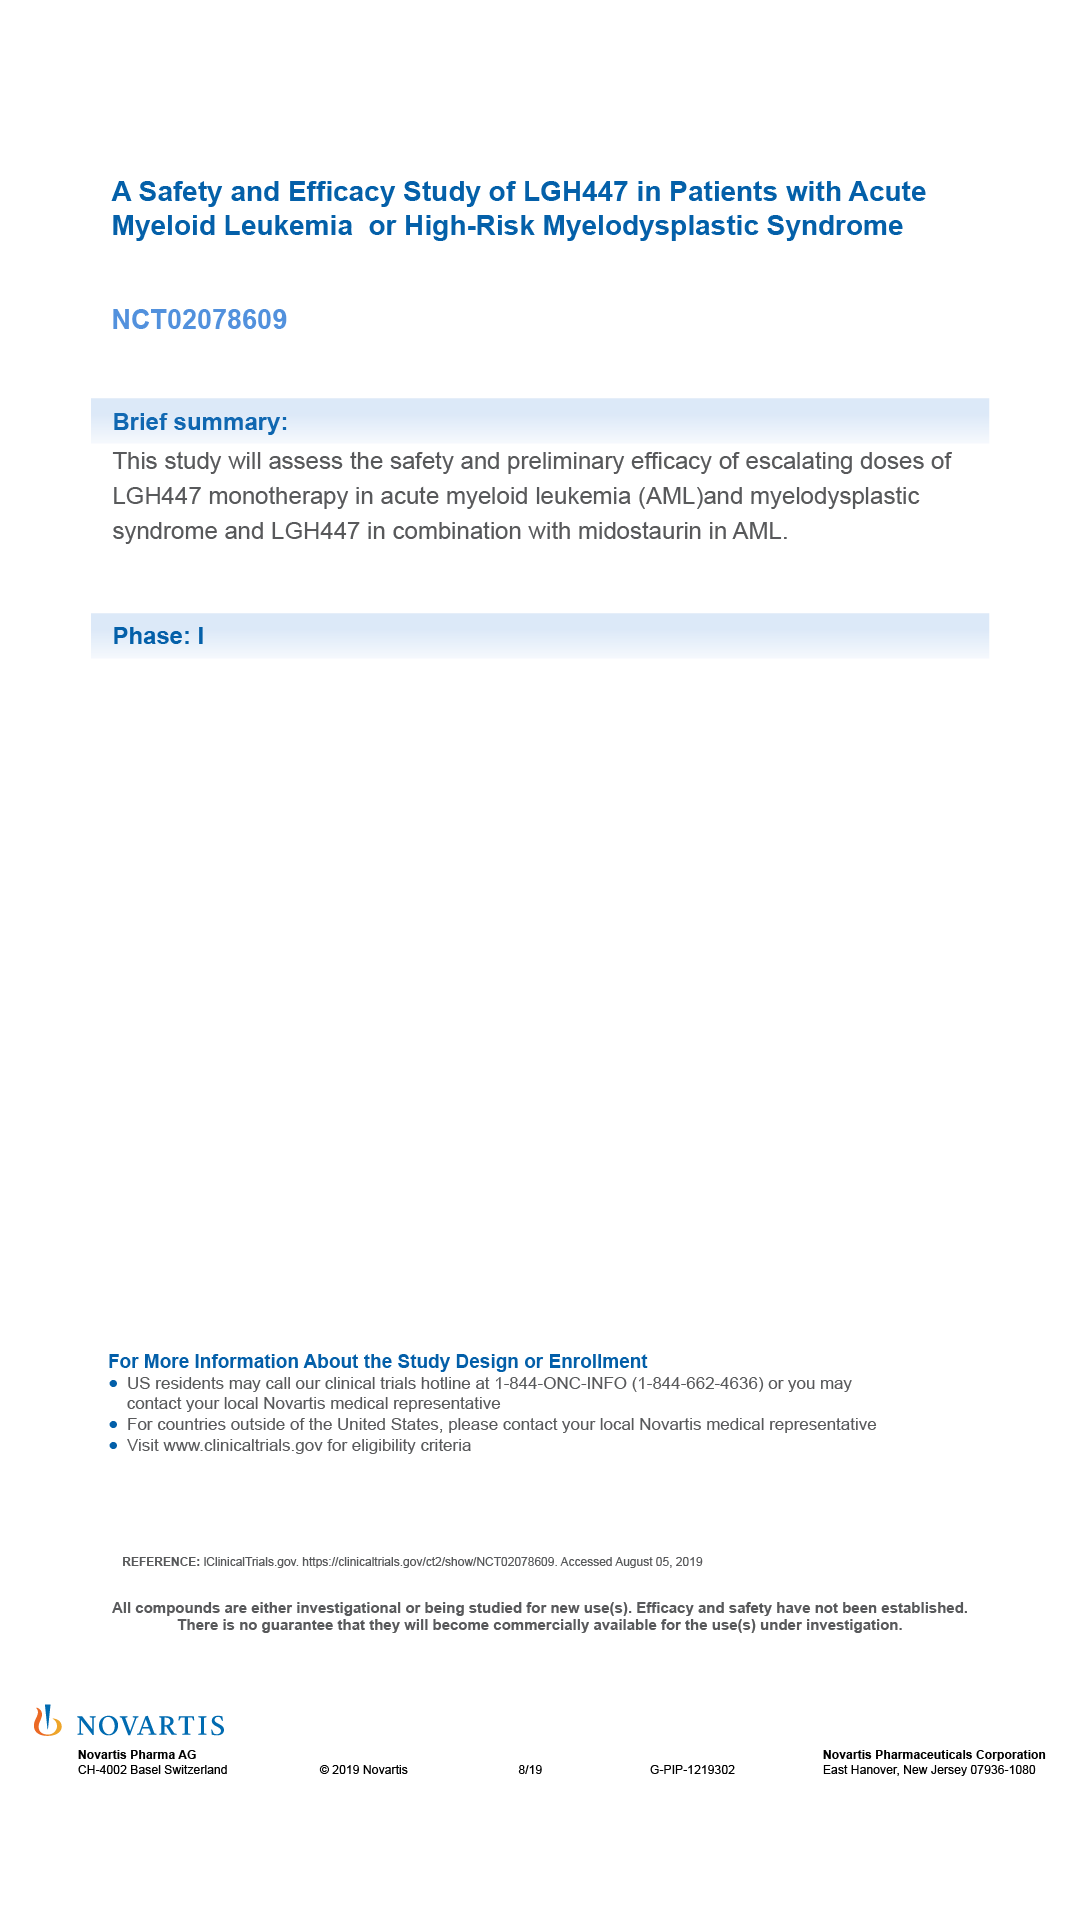 A Safety and Efficacy Study of LGH447 in Patients with Acute
Myeloid Leukemia  or High-Risk Myelodysplastic Syndrome
NCT02078609
Brief summary:
This study will assess the safety and preliminary efficacy of escalating doses of
LGH447 monotherapy in acute myeloid leukemia (AML)and myelodysplastic
syndrome and LGH447 in combination with midostaurin in AML.
Phase: I
For More Information About the Study Design or Enrollment
● US residents may call our clinical trials hotline at 1-844-ONC-INFO (1-844-662-4636) or you may
contact your local Novartis medical representative
● For countries outside of the United States, please contact your local Novartis medical representative
● Visit www.clinicaltrials.gov for eligibility criteria
REFERENCE: IClinicalTrials.gov. https://clinicaltrials.gov/ct2/show/NCT02078609. Accessed August 05, 2019
All compounds are either investigational or being studied for new use(s). Efficacy and safety have not been established.
There is no guarantee that they will become commercially available for the use(s) under investigation.
NOVARTIS
Novartis Pharma AG
CH-4002 Basel Switzerland
© 2019 Novartis
8/19
G-PIP-1219302
Novartis Pharmaceuticals Corporation
East Hanover, New Jersey 07936-1080